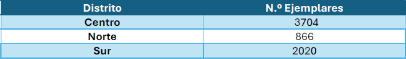 Distrito N.º Ejemplares
Centro 3704
Norte 866
Sur 2020